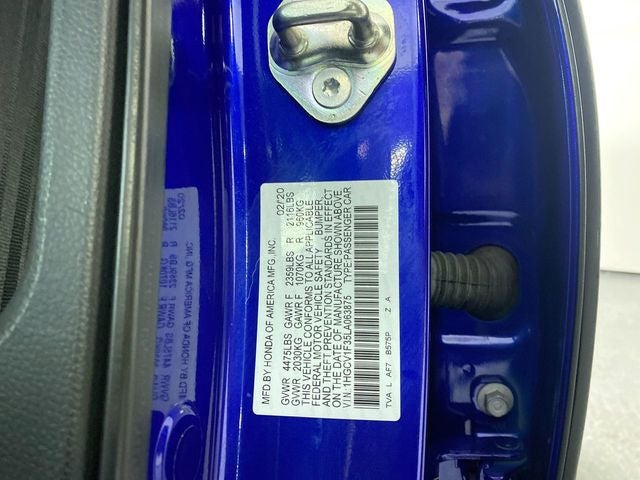 MFD BY HONDA OF AMERICA MFG.,INC. 02/20
GVWR 4475LBS GAWR F 2359LBS R 2116LBS
GVWR 2030KG GAWR F 1070KG R 960KG
THIS VEHICLE CONFORMS TO ALL APPLICABLE
FEDERAL MOTOR VEHICLE SAFETY BUMPER,
AND THEFT PREVENTION STANDARDS IN EFFECT
ON THE DATE OF MANUFACTURE SHOWN ABOVE.
V.I.N.:1HGCV1F35LA063875 TYPE:PASSENGER CAR
TVA L AF7 B575P Z A